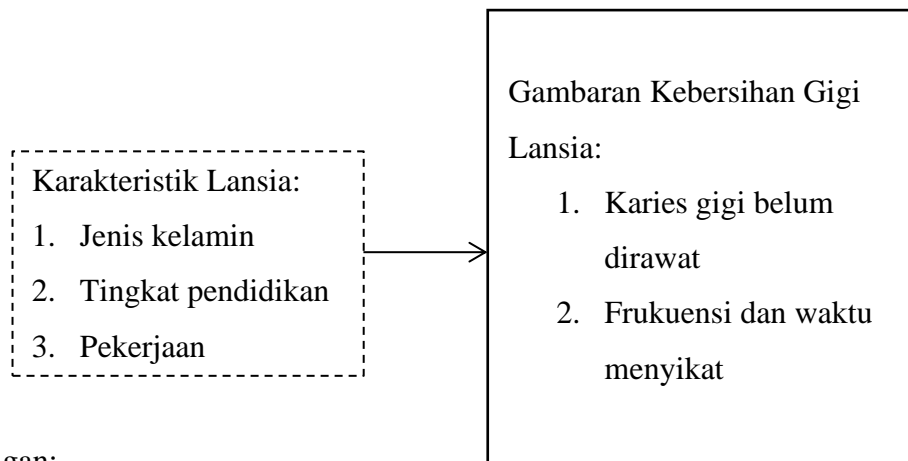 Karakteristik Lansia:
1. Jenis kelamin
2. Tingkat pendidikan
3. Pekerjaan
Gambaran Kebersihan Gigi
Lansia:
1. Karies gigi belum
dirawat
2. Frukuensi dan waktu
menyikat